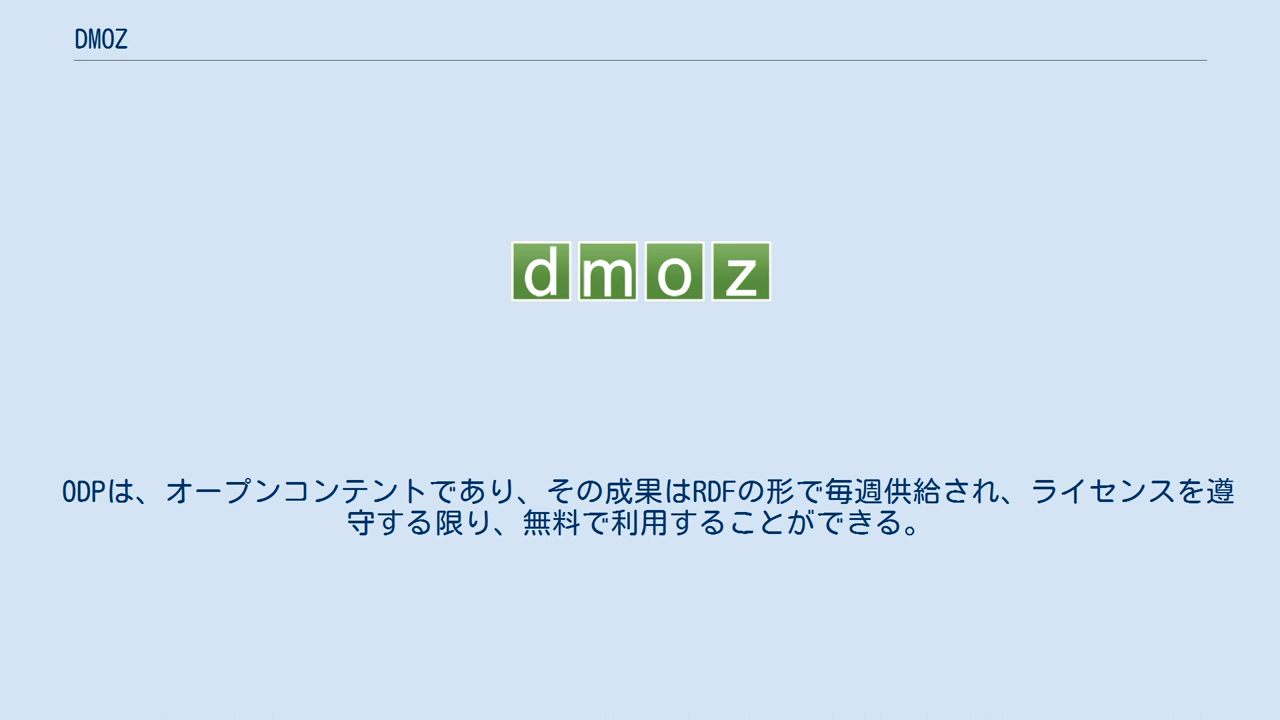 DMOZ
dmoz
ODPは、オープンコンテントであり、その成果はRDFの形で毎週供給され、ライセンスを遵
守する限り、無料で利用することができる。